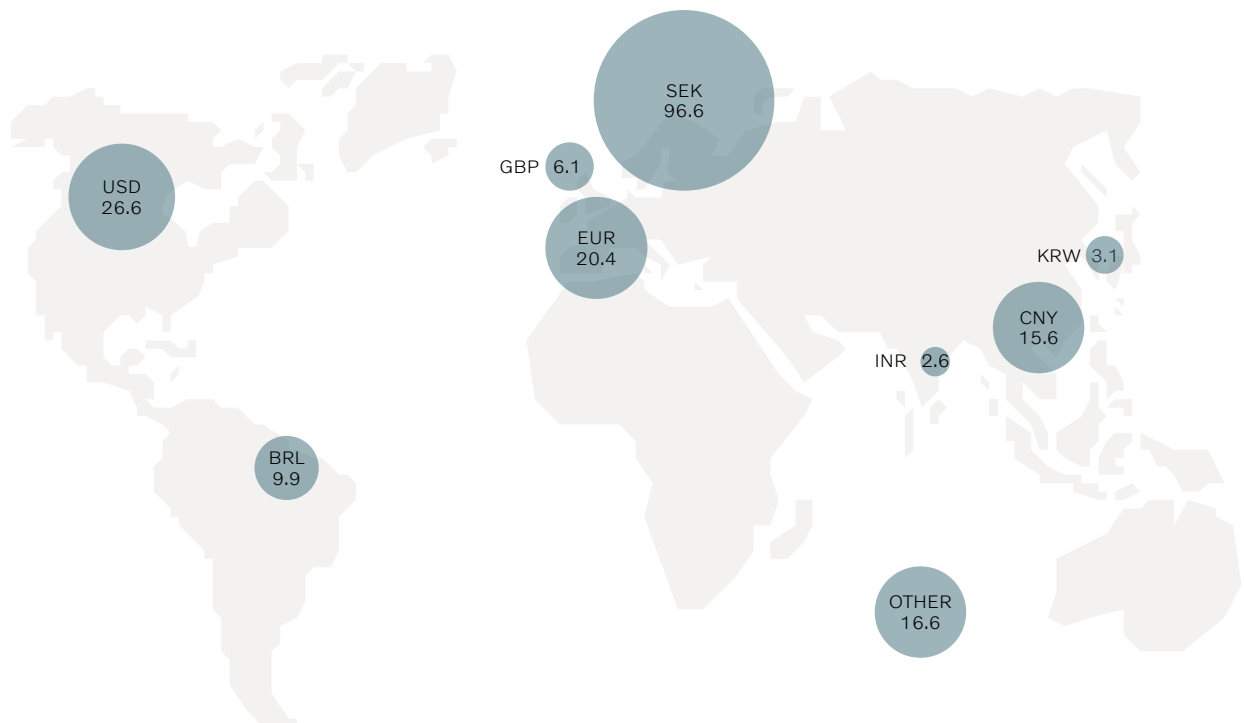 SEK
96.6
GBP 6.1
USD
26.6
EUR
20.4
KRW 3.1
CNY
15.6
INR 2.6
BRL
9.9
OTHER
16.6